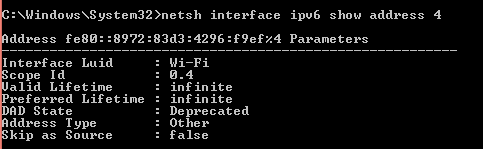 C:\Windows\System32>netsh interface ipv6 show address 4
Address fe80::8972:83d3:4296:f9ef%4 Parameters
---------------------------------------------------------
Interface Luid     : Wi-Fi
Scope Id           : 0.4
Valid Lifetime     : infinite
Preferred Lifetime : infinite
DAD State          : Deprecated
Address Type       : Other
Skip as Source     : false